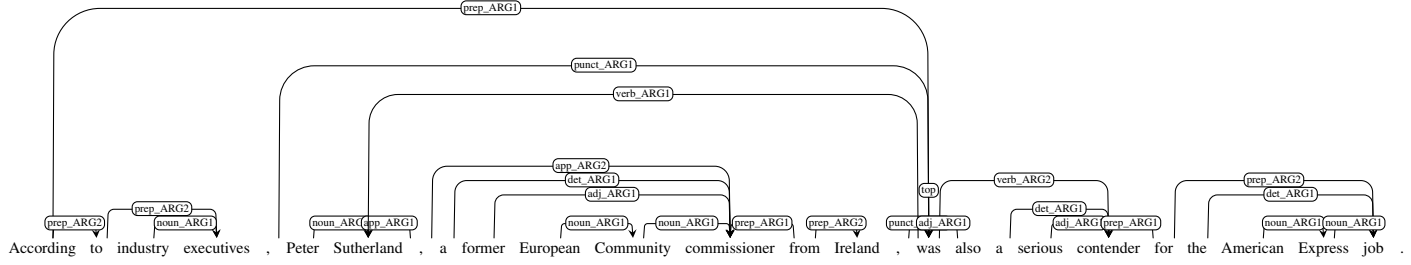 prep_ARG1
punct_ARG1
verb_ARG1
app_ARG2
det_ARG1 verb_ARG2 prep_ARG2
adj_ARG1 top det_ARG1
prep_ARG2 det_ARG1
prep_ARG2 noun_ARG1 app_ARG1 noun_ARG1 noun_ARG1 prep_ARG1 prep_ARG2 adj_ARG1 prep_ARG1 noun_ARG1 noun_ARG1
According to industry executives , Peter Sutherland , a former European Community commissioner from Ireland , was also a serious contender for the American Express job .